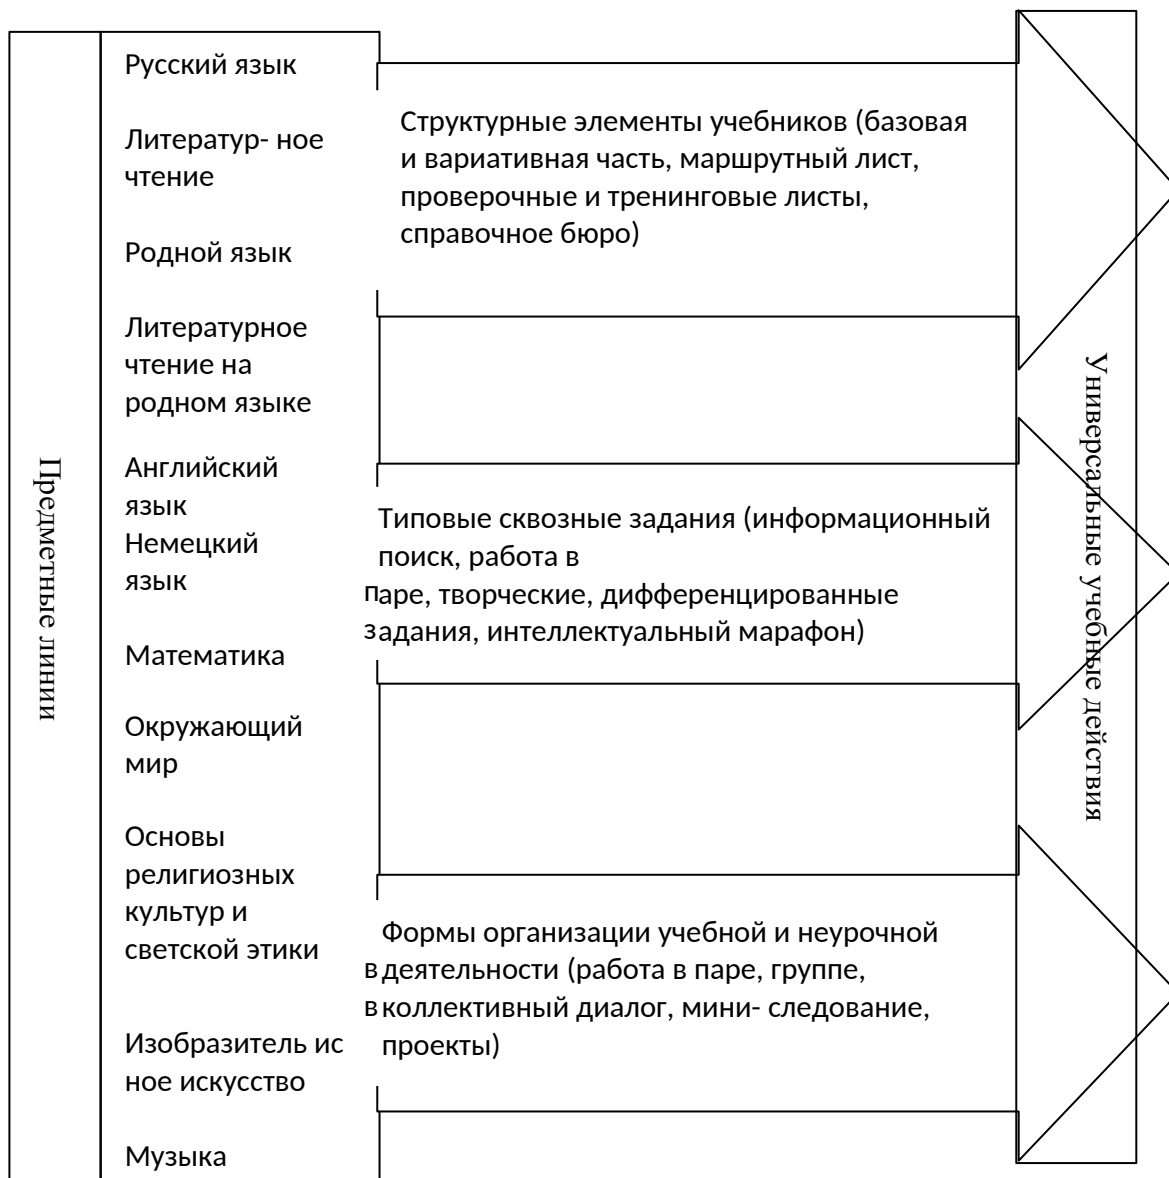 Предметные линии
Русский язык
Литератур- ное
чтение
Родной язык
Литературное
чтение на
родном языке
Английский
язык
Немецкий
язык
Математика
Окружающий
мир
Основы
религиозных
культур и
светской этики
Изобразитель ис
ное искусство
Музыка
Структурные элементы учебников (базовая
и вариативная часть, маршрутный лист,
проверочные и тренинговые листы,
справочное бюро)
Типовые сквозные задания (информационный
поиск, работа в
паре, творческие, дифференцированные
задания, интеллектуальный марафон)
Формы организации учебной и неурочной
в деятельности (работа в паре, группе,
в коллективный диалог, мини- следование,
проекты)
Универсальные учебные действия